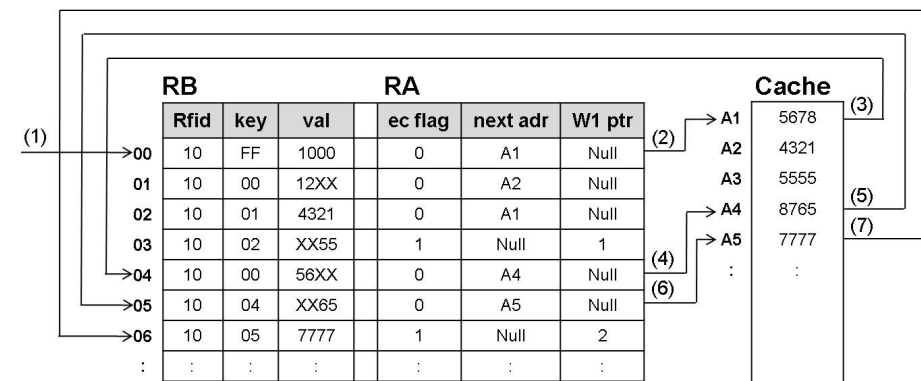 RB RA Cache
Rfid key val ec flag next adr W1 ptr
(1) 00 10 FF 1000 0 A1 Null (2) A1 5678 (3)
01 10 00 12XX 0 A2 Null A2 4321
02 10 01 4321 0 A1 Null A3 5555
03 10 02 XX55 1 Null 1 A4 8765 (5)
04 10 00 56XX 0 A4 Null (4) A5 7777 (7)
05 10 04 XX65 0 A5 Null (6) : :
06 10 05 7777 1 Null 2
: : : : : : :